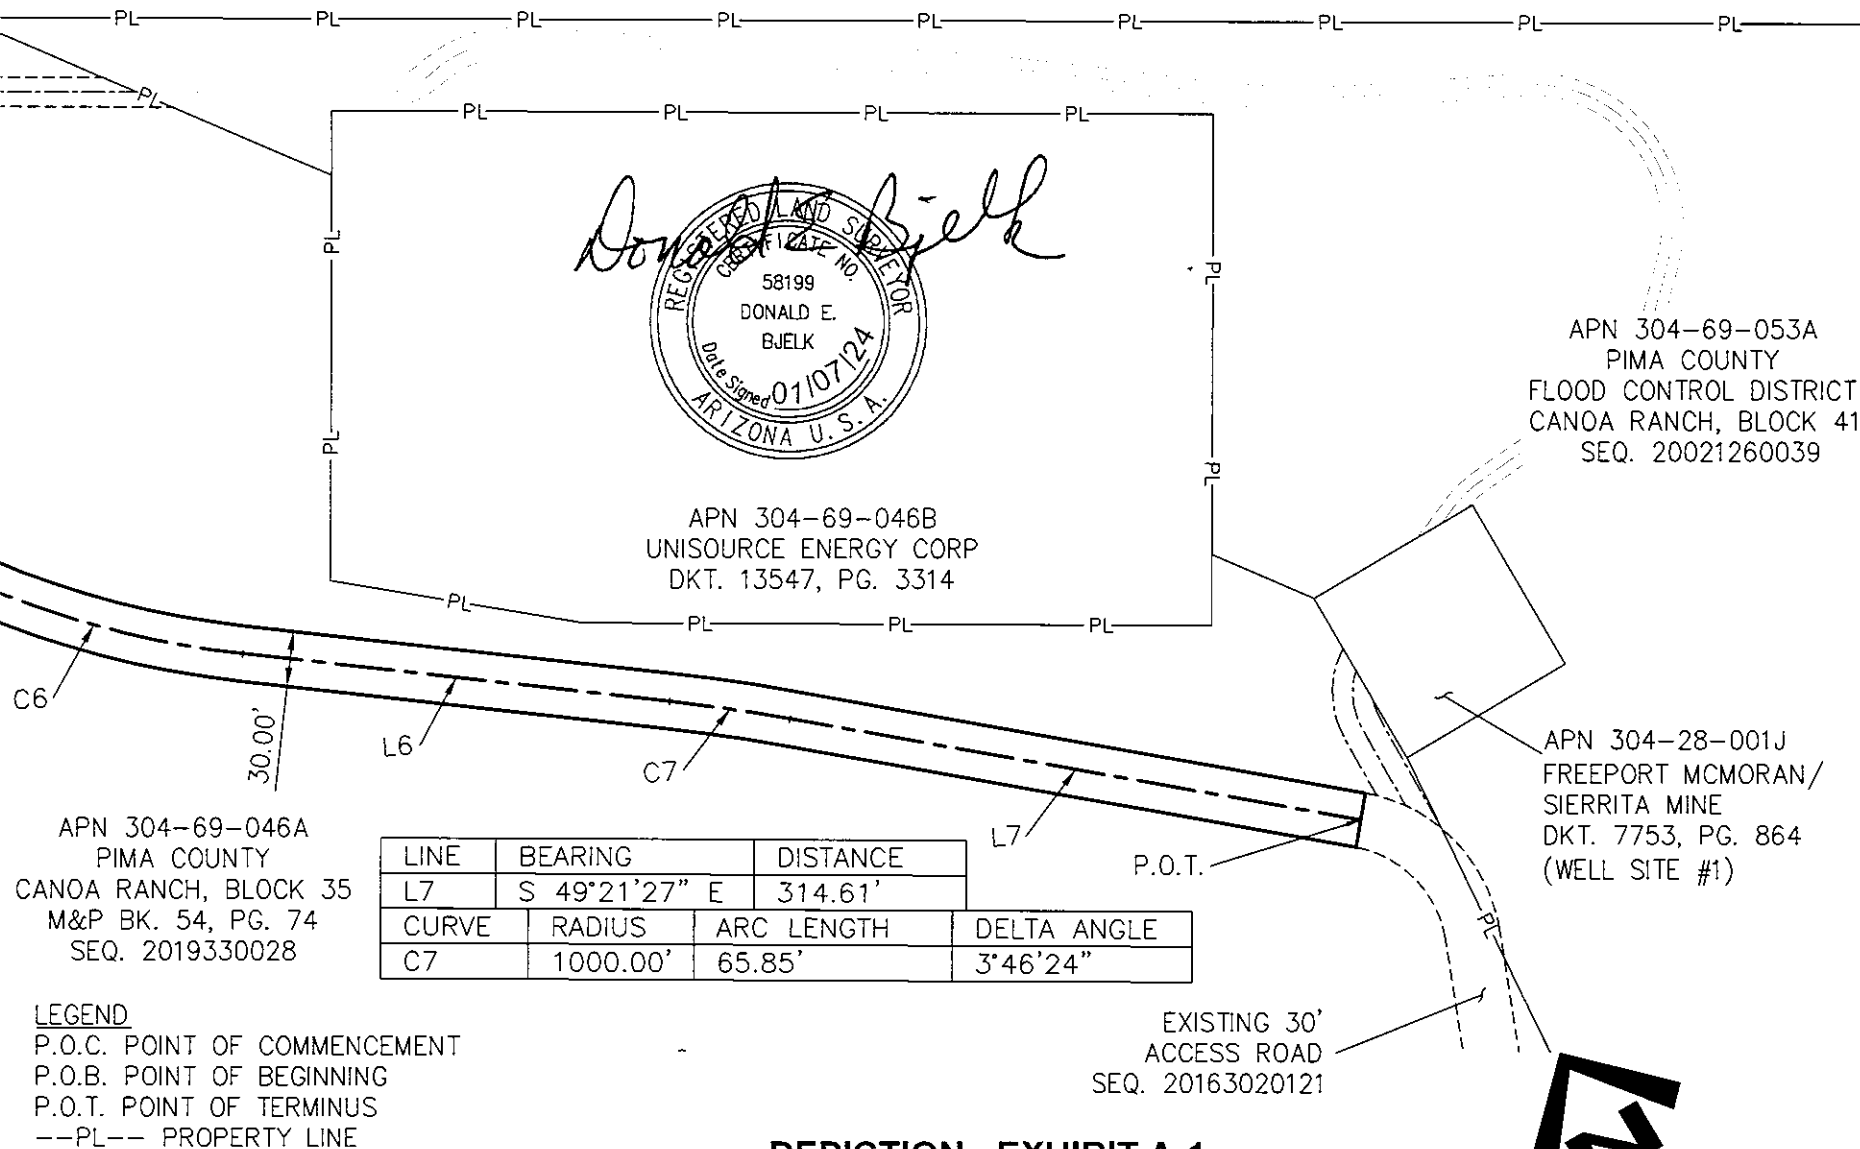 PL PL PL PL PL PL PL PL PL
PL
PL PL PL PL
PL
PL
PL
PL
Donald E Bjelk
REGISTERED LAND SURVEYOR
CERTIFICATE NO.
58199
DONALD E.
BJELK
Date Signed 01/07/24
ARIZONA U. S. A.
APN 304-69-053A
PIMA COUNTY
FLOOD CONTROL DISTRICT
CANOA RANCH, BLOCK 41
SEQ. 20021260039
APN 304-69-046B
UNISOURCE ENERGY CORP
DKT. 13547, PG. 3314
PL
PL PL PL
C6
30.00'
L6
C7
L7
P.O.T.
APN 304-28-001J
FREEPORT MCMORAN/
SIERRITA MINE
DKT. 7753, PG. 864
(WELL SITE #1)
PL
APN 304-69-046A
PIMA COUNTY
CANOA RANCH, BLOCK 35
M&P BK. 54, PG. 74
SEQ. 2019330028
LINE BEARING DISTANCE
L7 S 49°21'27" E 314.61'
CURVE RADIUS ARC LENGTH DELTA ANGLE
C7 1000.00' 65.85' 3°46'24"
EXISTING 30'
ACCESS ROAD
SEQ. 20163020121
LEGEND
P.O.C. POINT OF COMMENCEMENT
P.O.B. POINT OF BEGINNING
P.O.T. POINT OF TERMINUS
--PL-- PROPERTY LINE